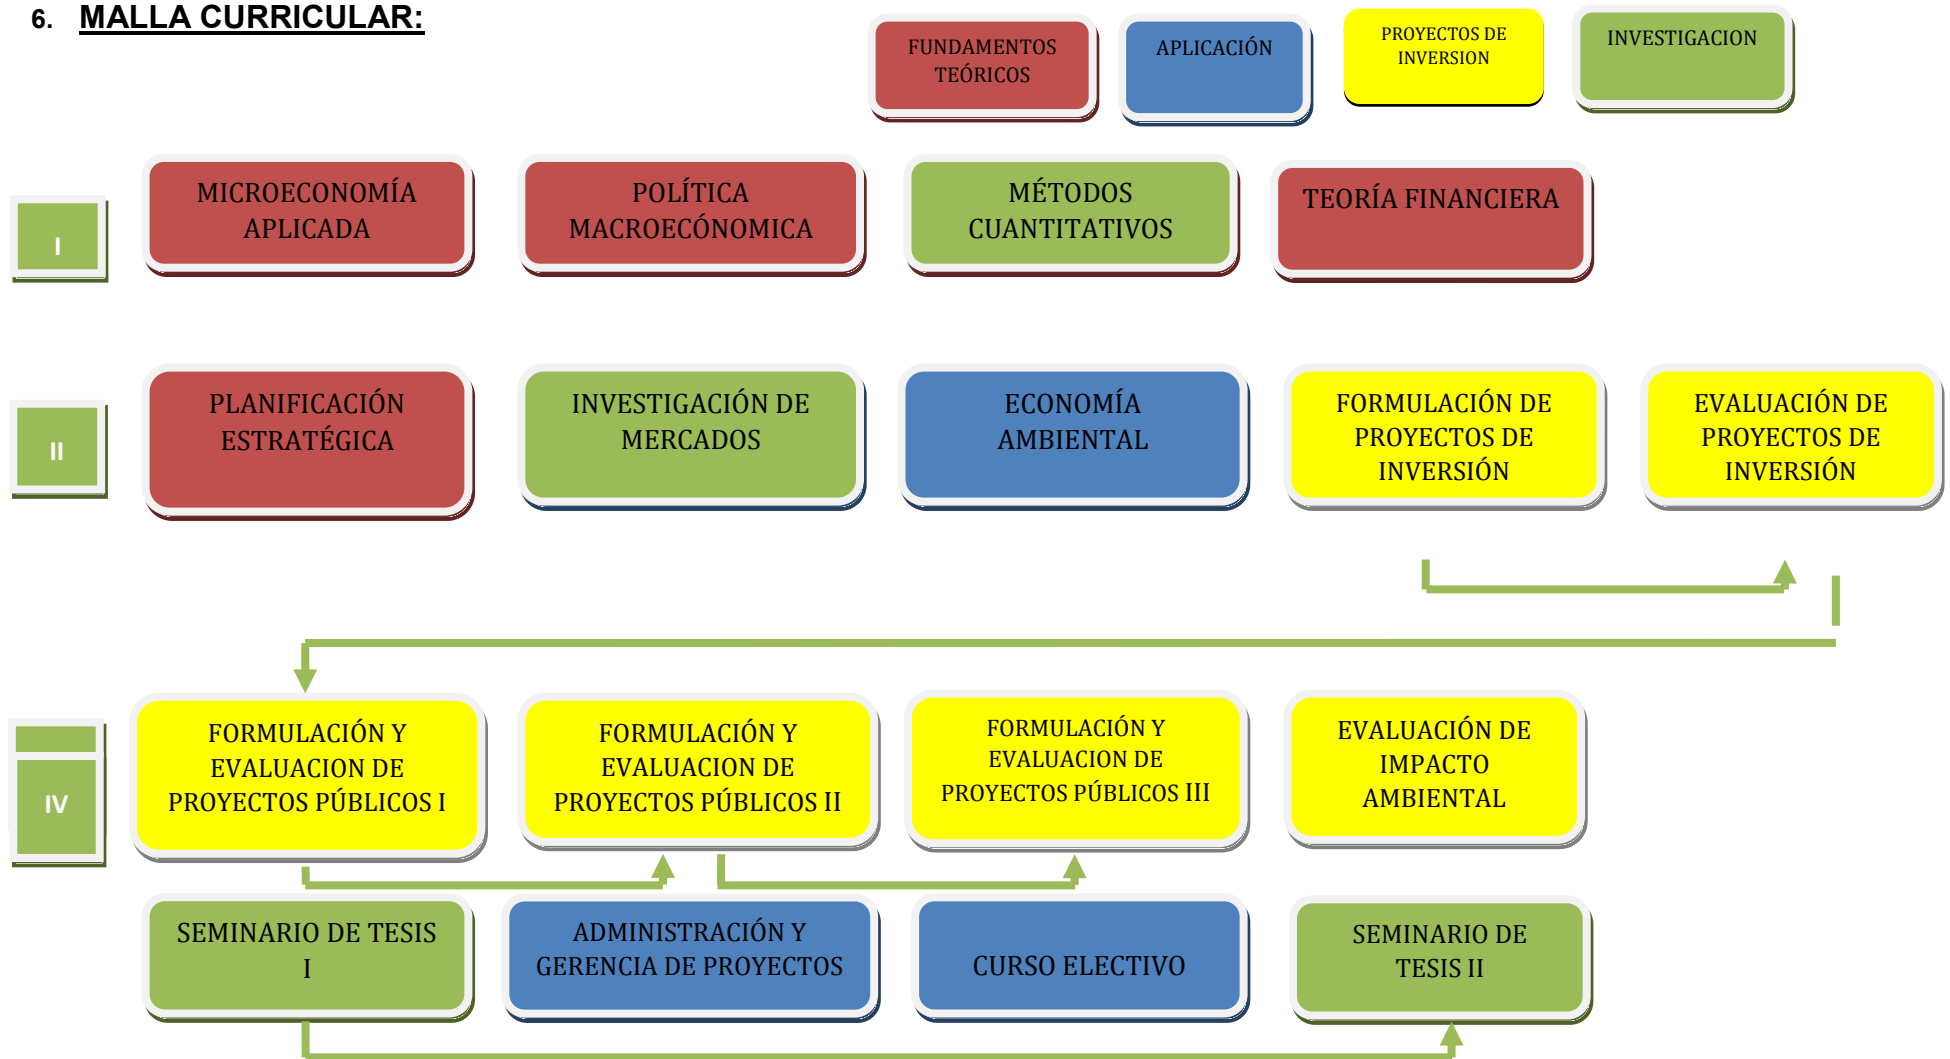 6. MALLA CURRICULAR:
FUNDAMENTOS
TEÓRICOS
APLICACIÓN
PROYECTOS DE
INVERSION
INVESTIGACION
I
MICROECONOMÍA
APLICADA
POLÍTICA
MACROECÓNOMICA
MÉTODOS
CUANTITATIVOS
TEORÍA FINANCIERA
II
PLANIFICACIÓN
ESTRATÉGICA
INVESTIGACIÓN DE
MERCADOS
ECONOMÍA
AMBIENTAL
FORMULACIÓN DE
PROYECTOS DE
INVERSIÓN
EVALUACIÓN DE
PROYECTOS DE
INVERSIÓN
IV
FORMULACIÓN Y
EVALUACION DE
PROYECTOS PÚBLICOS I
FORMULACIÓN Y
EVALUACION DE
PROYECTOS PÚBLICOS II
FORMULACIÓN Y
EVALUACION DE
PROYECTOS PÚBLICOS III
EVALUACIÓN DE
IMPACTO
AMBIENTAL
SEMINARIO DE TESIS
I
ADMINISTRACIÓN Y
GERENCIA DE PROYECTOS
CURSO ELECTIVO
SEMINARIO DE
TESIS II